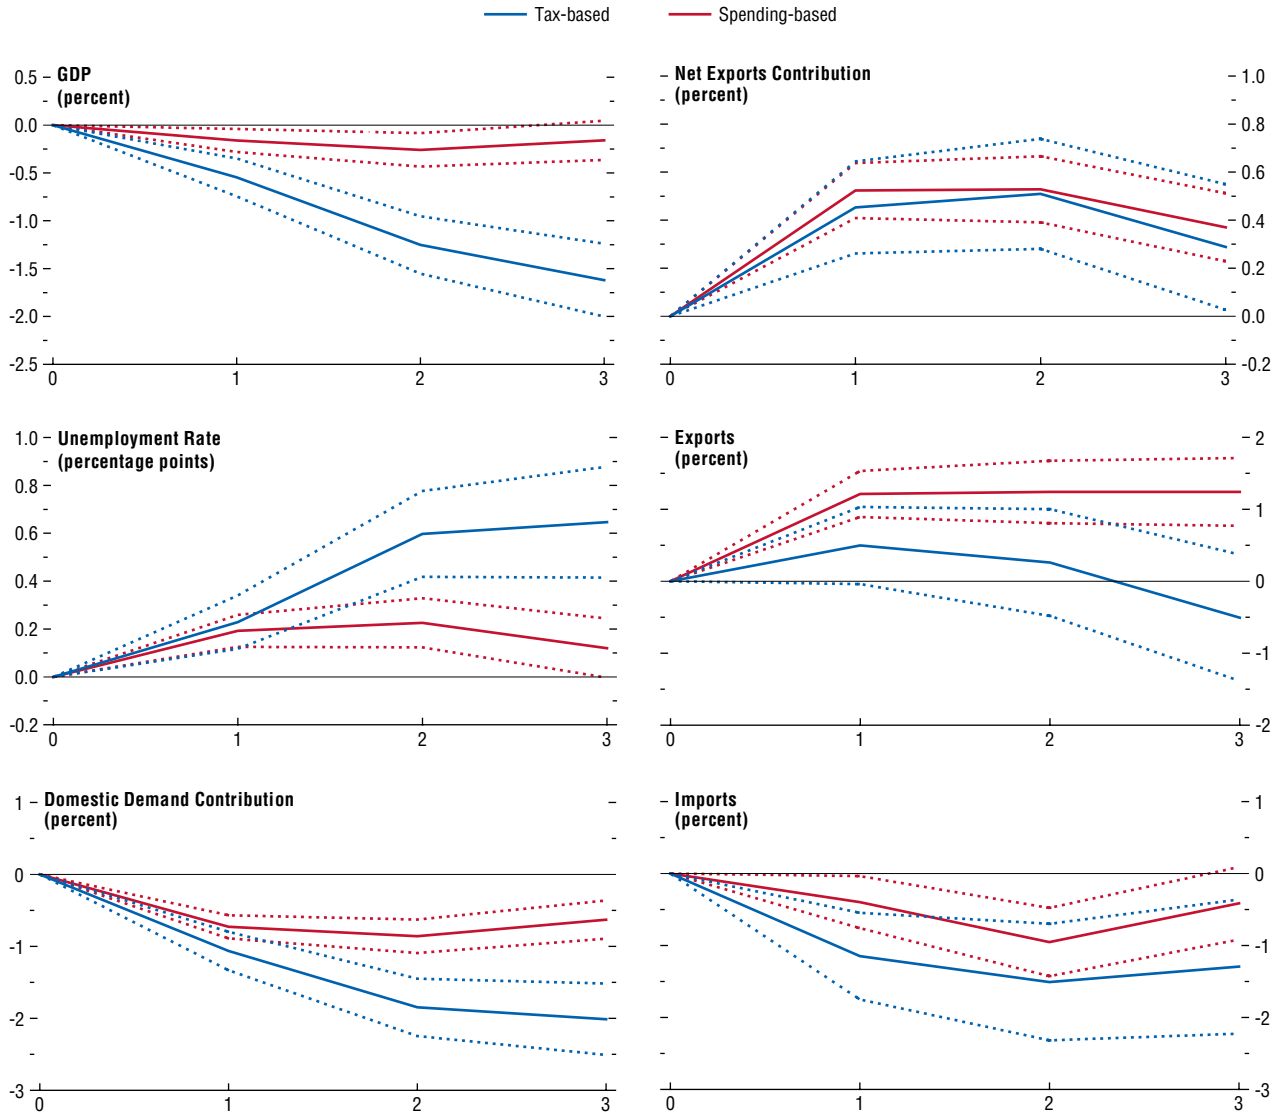 Tax-based
Spending-based
GDP
(percent)
0.5
0.0
-0.5
-1.0
-1.5
-2.0
-2.5
0 1 2 3
Net Exports Contribution
(percent)
1.0
0.8
0.6
0.4
0.2
0.0
-0.2
0 1 2 3
Unemployment Rate
(percentage points)
1.0
0.8
0.6
0.4
0.2
0.0
-0.2
0 1 2 3
Exports
(percent)
2
1
0
-1
-2
0 1 2 3
Domestic Demand Contribution
(percent)
1
0
-1
-2
-3
0 1 2 3
Imports
(percent)
1
0
-1
-2
-3
0 1 2 3